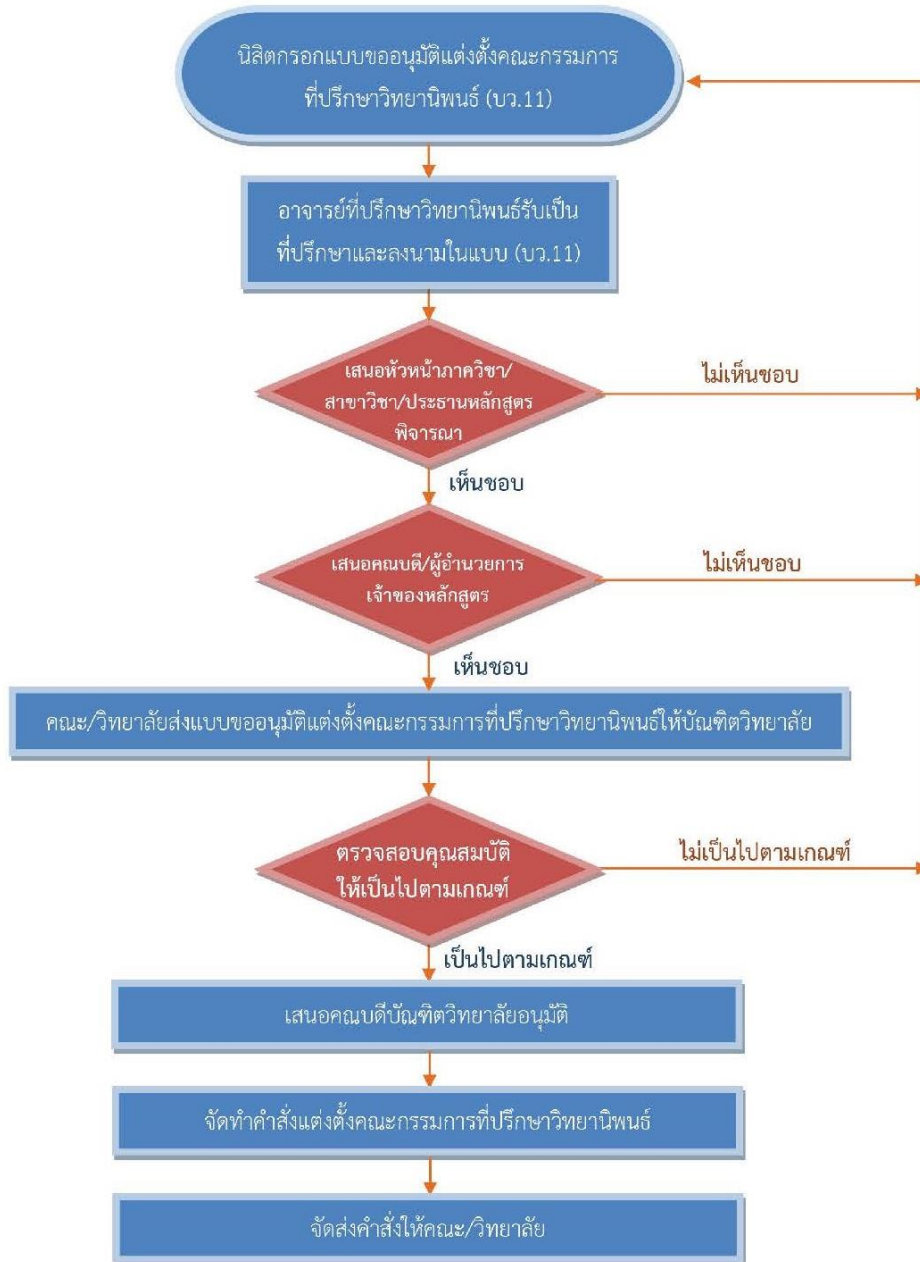 นิสิตกรอกแบบขออนุมัติแต่งตั้งคณะกรรมการ
ที่ปรึกษาวิทยานิพนธ์ (บว.11)
อาจารย์ที่ปรึกษาวิทยานิพนธ์รับเป็น
ที่ปรึกษาและลงนามในแบบ (บว.11)
เสนอหัวหน้าภาควิชา/
สาขาวิชา/ประธานหลักสูตร
พิจารณา
ไม่เห็นชอบ
เห็นชอบ
เสนอคณบดี/ผู้อำนวยการ
เจ้าของหลักสูตร
ไม่เห็นชอบ
เห็นชอบ
คณะ/วิทยาลัยส่งแบบขออนุมัติแต่งตั้งคณะกรรมการที่ปรึกษาวิทยานิพนธ์ให้บัณฑิตวิทยาลัย
ตรวจสอบคุณสมบัติ
ให้เป็นไปตามเกณฑ์
ไม่เป็นไปตามเกณฑ์
เป็นไปตามเกณฑ์
เสนอคณบดีบัณฑิตวิทยาลัยอนุมัติ
จัดทำคำสั่งแต่งตั้งคณะกรรมการที่ปรึกษาวิทยานิพนธ์
จัดส่งคำสั่งให้คณะ/วิทยาลัย